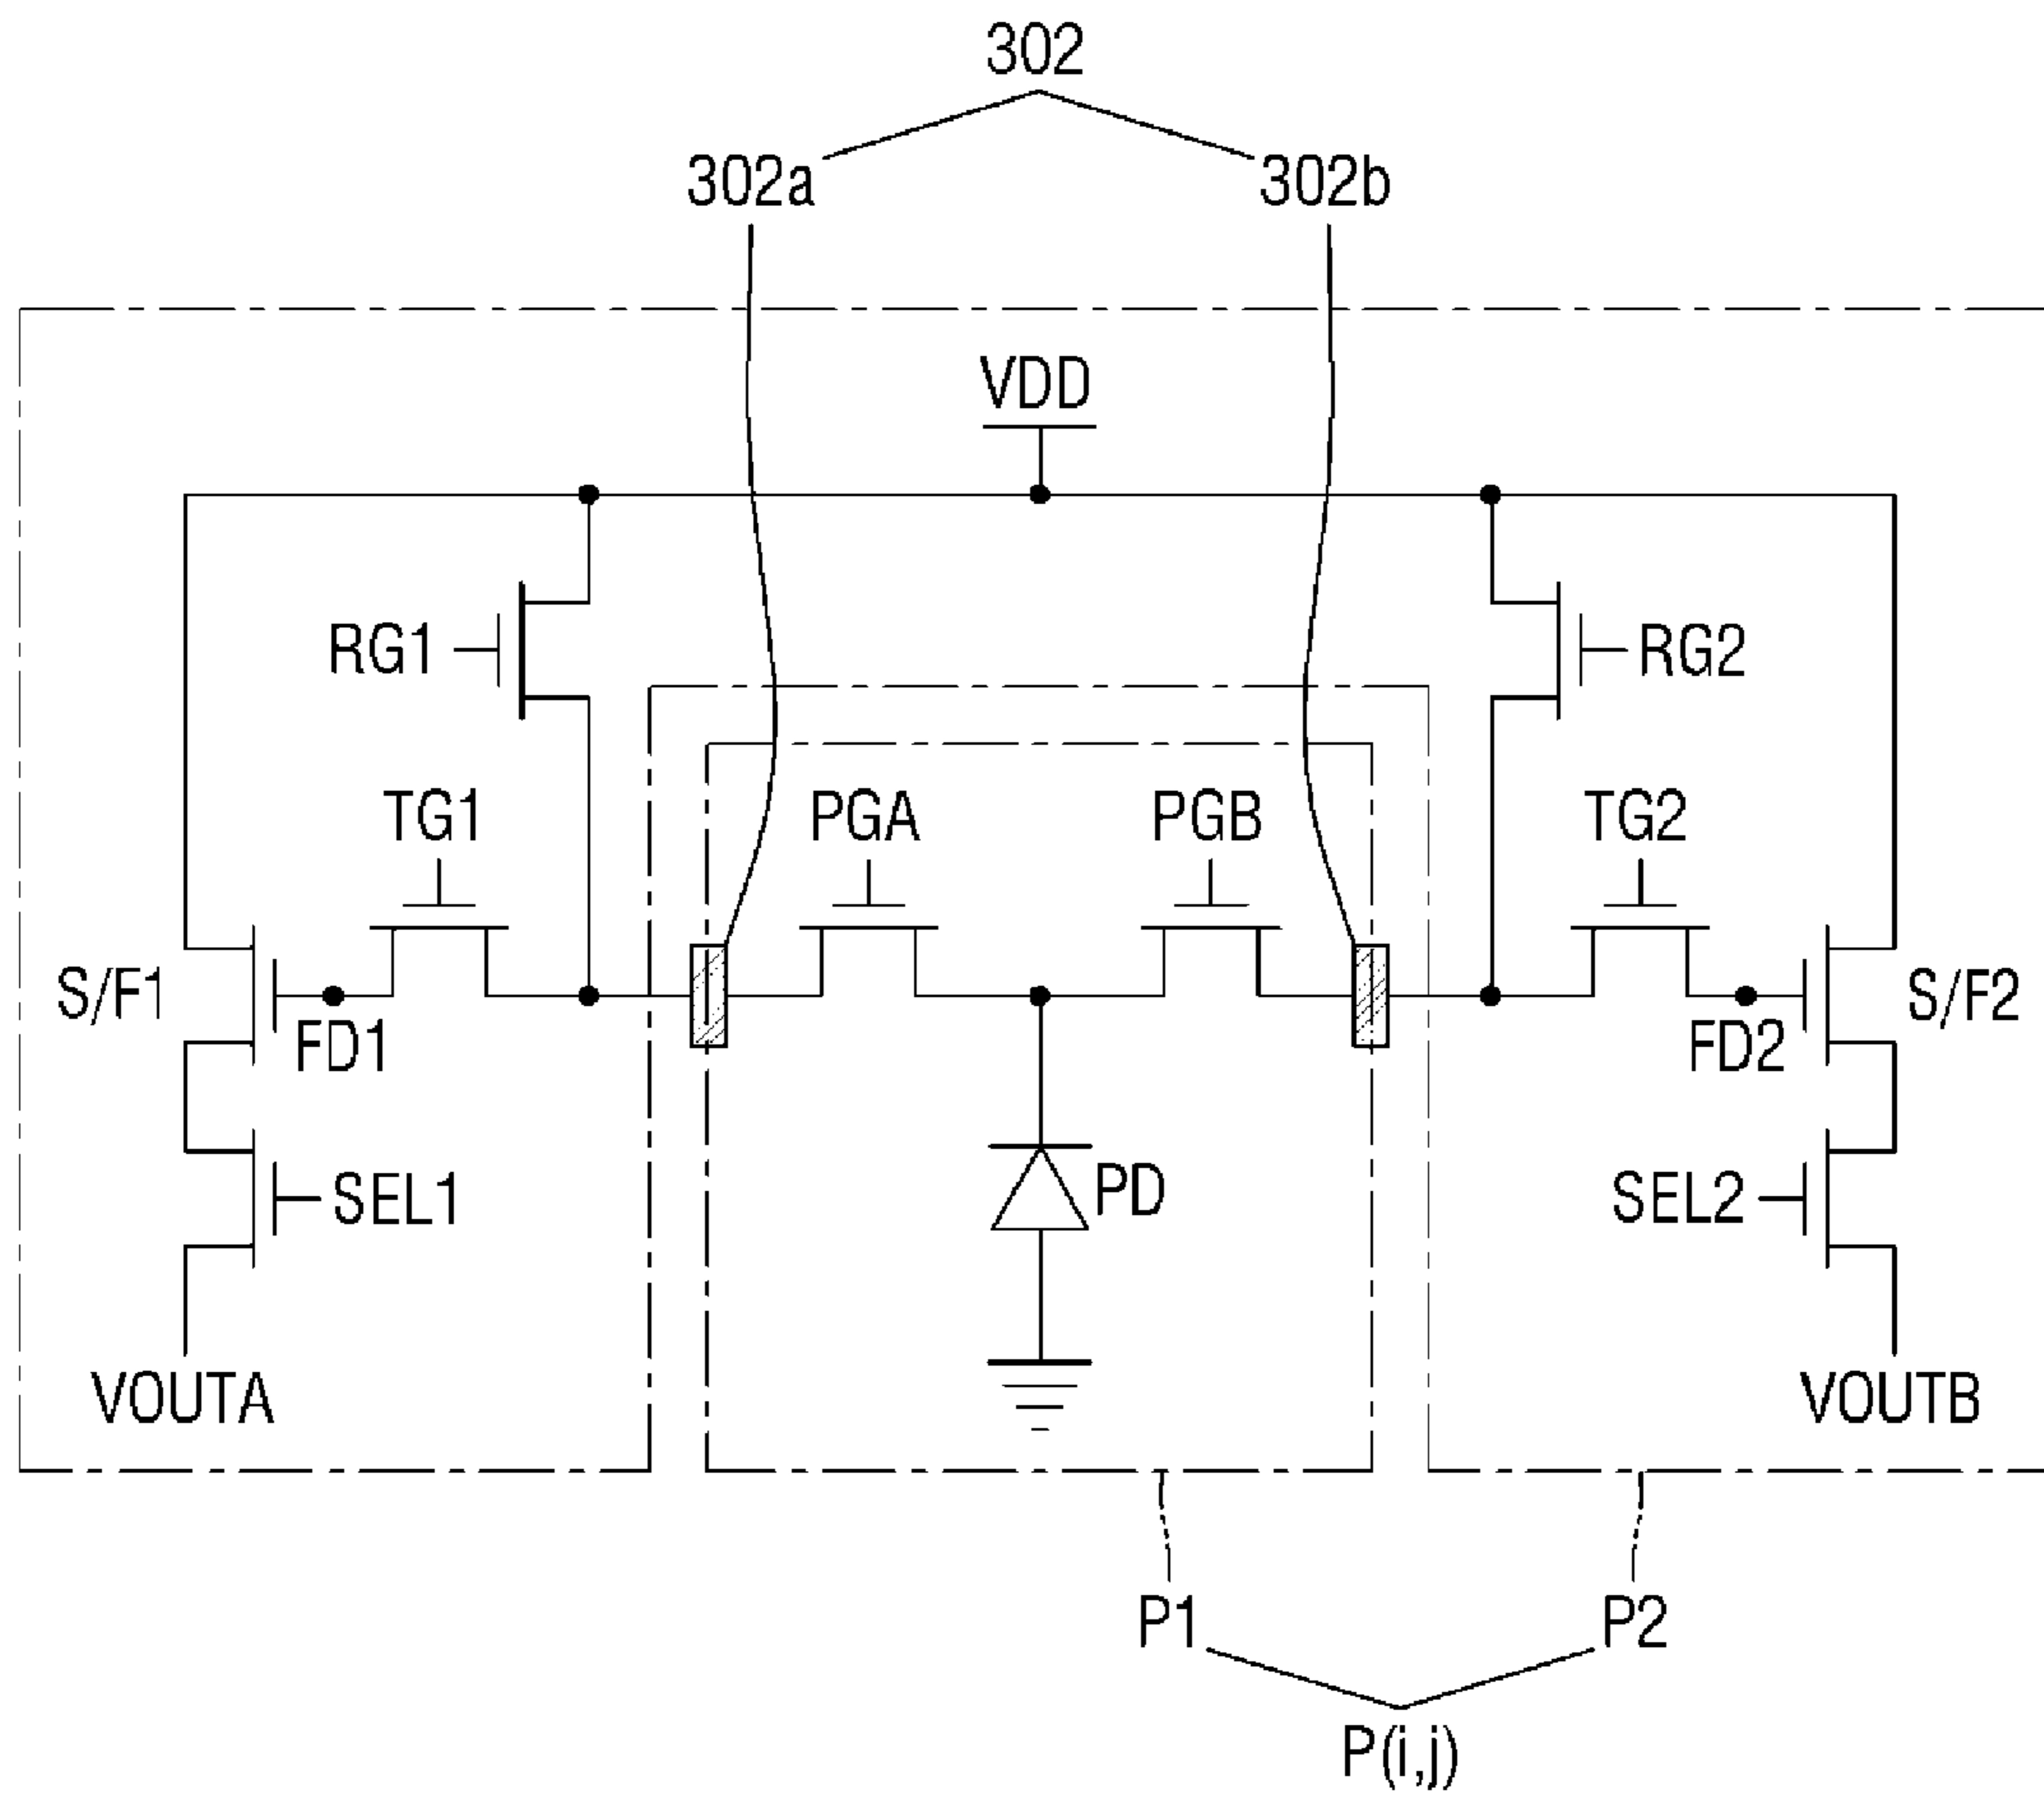 302
302a 302b
VDD
RG1 RG2
TG1 PGA PGB TG2
S/F1 S/F2
FD1 FD2
SEL1 PD SEL2
VOUTA VOUTB
P1 P2
P(i,j)